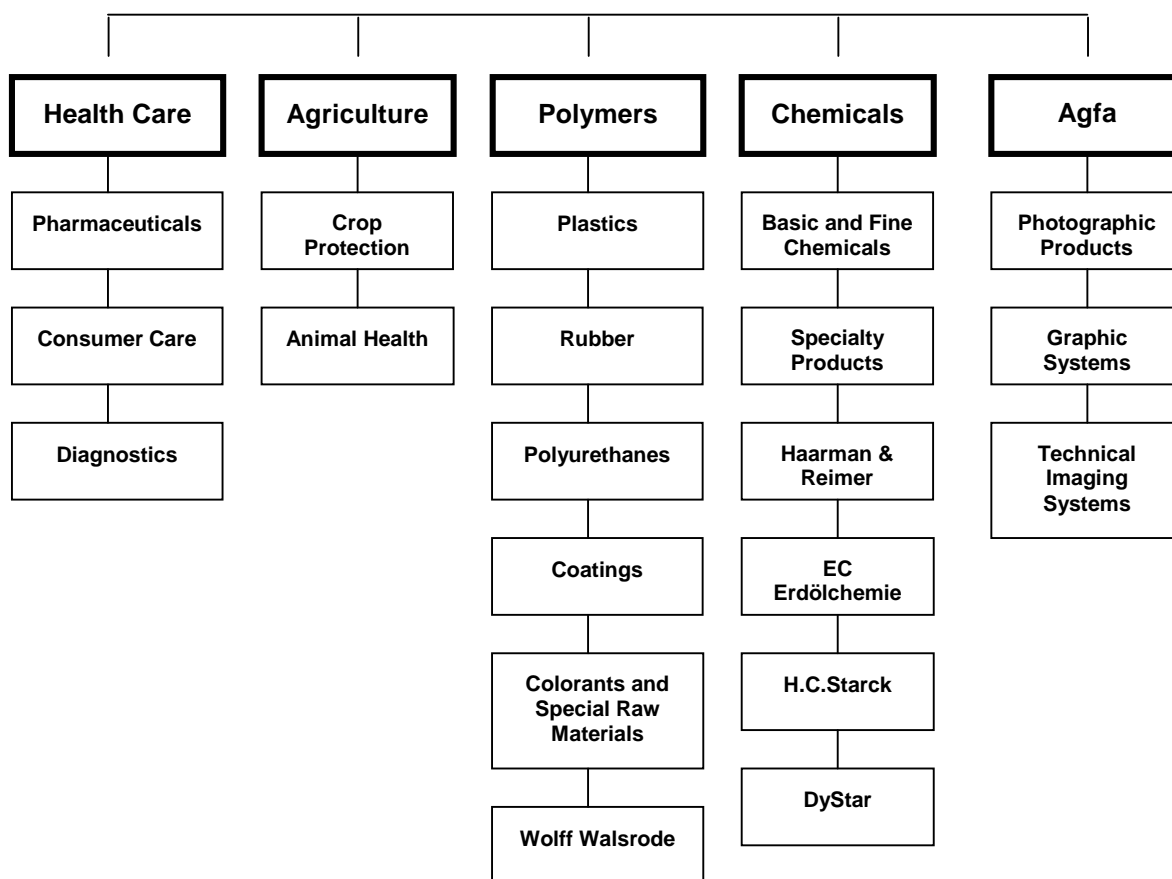 Health Care
Agriculture
Polymers
Chemicals
Agfa
Pharmaceuticals
Crop
Protection
Plastics
Basic and Fine
Chemicals
Photographic
Products
Consumer Care
Animal Health
Rubber
Specialty
Products
Graphic
Systems
Diagnostics
Polyurethanes
Haarman &
Reimer
Technical
Imaging
Systems
Coatings
EC
Erdölchemie
Colorants and
Special Raw
Materials
H.C.Starck
Wolff Walsrode
DyStar